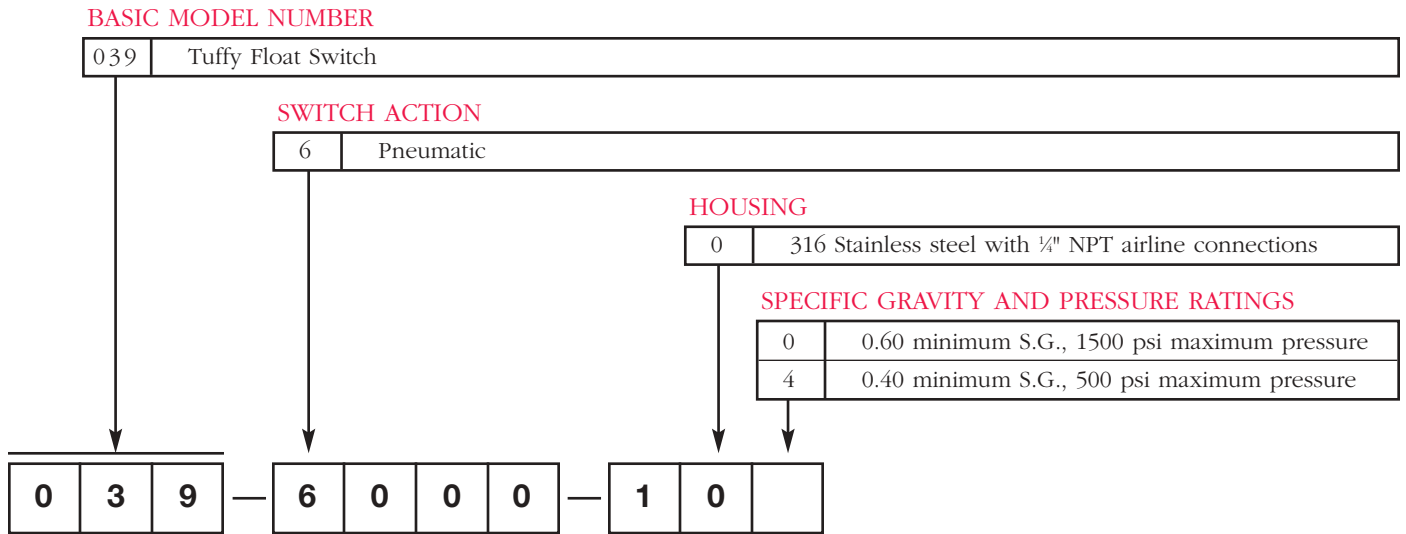 BASIC MODEL NUMBER
039 Tuffy Float Switch
SWITCH ACTION
6 Pneumatic
HOUSING
0 316 Stainless steel with ¼" NPT airline connections
SPECIFIC GRAVITY AND PRESSURE RATINGS
0 0.60 minimum S.G., 1500 psi maximum pressure
4 0.40 minimum S.G., 500 psi maximum pressure
0 3 9 — 6 0 0 0 — 1 0